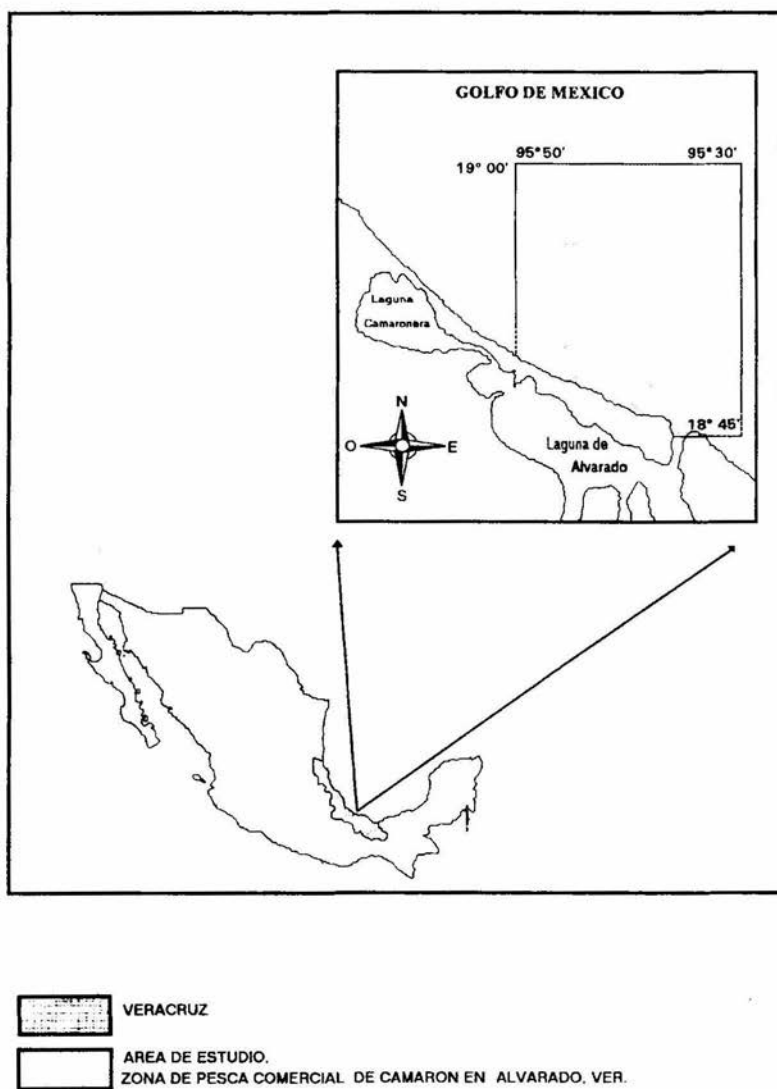 GOLFO DE MEXICO
95° 50' 95° 30'
19° 00'
Laguna
Camaronera
N
O E
S
18° 45'
Laguna de
Alvarado
VERACRUZ
AREA DE ESTUDIO.
ZONA DE PESCA COMERCIAL DE CAMARON EN ALVARADO, VER.